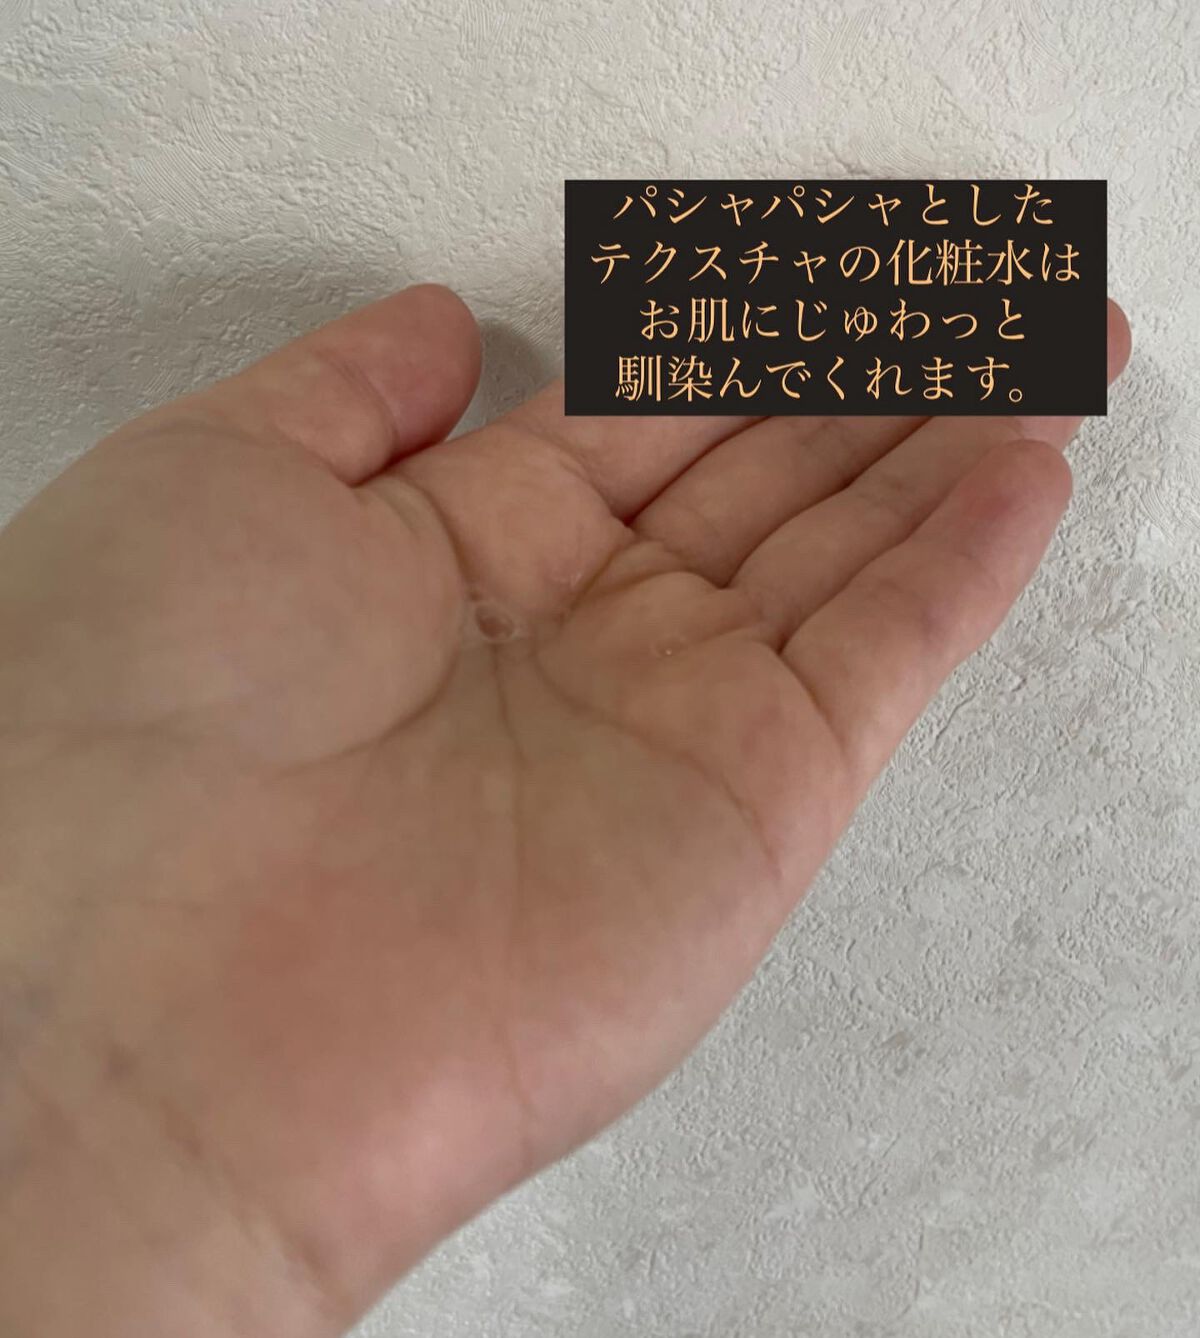 パシャパシャとした
テクスチャの化粧水は
お肌にじゅわっと
馴染んでくれます。